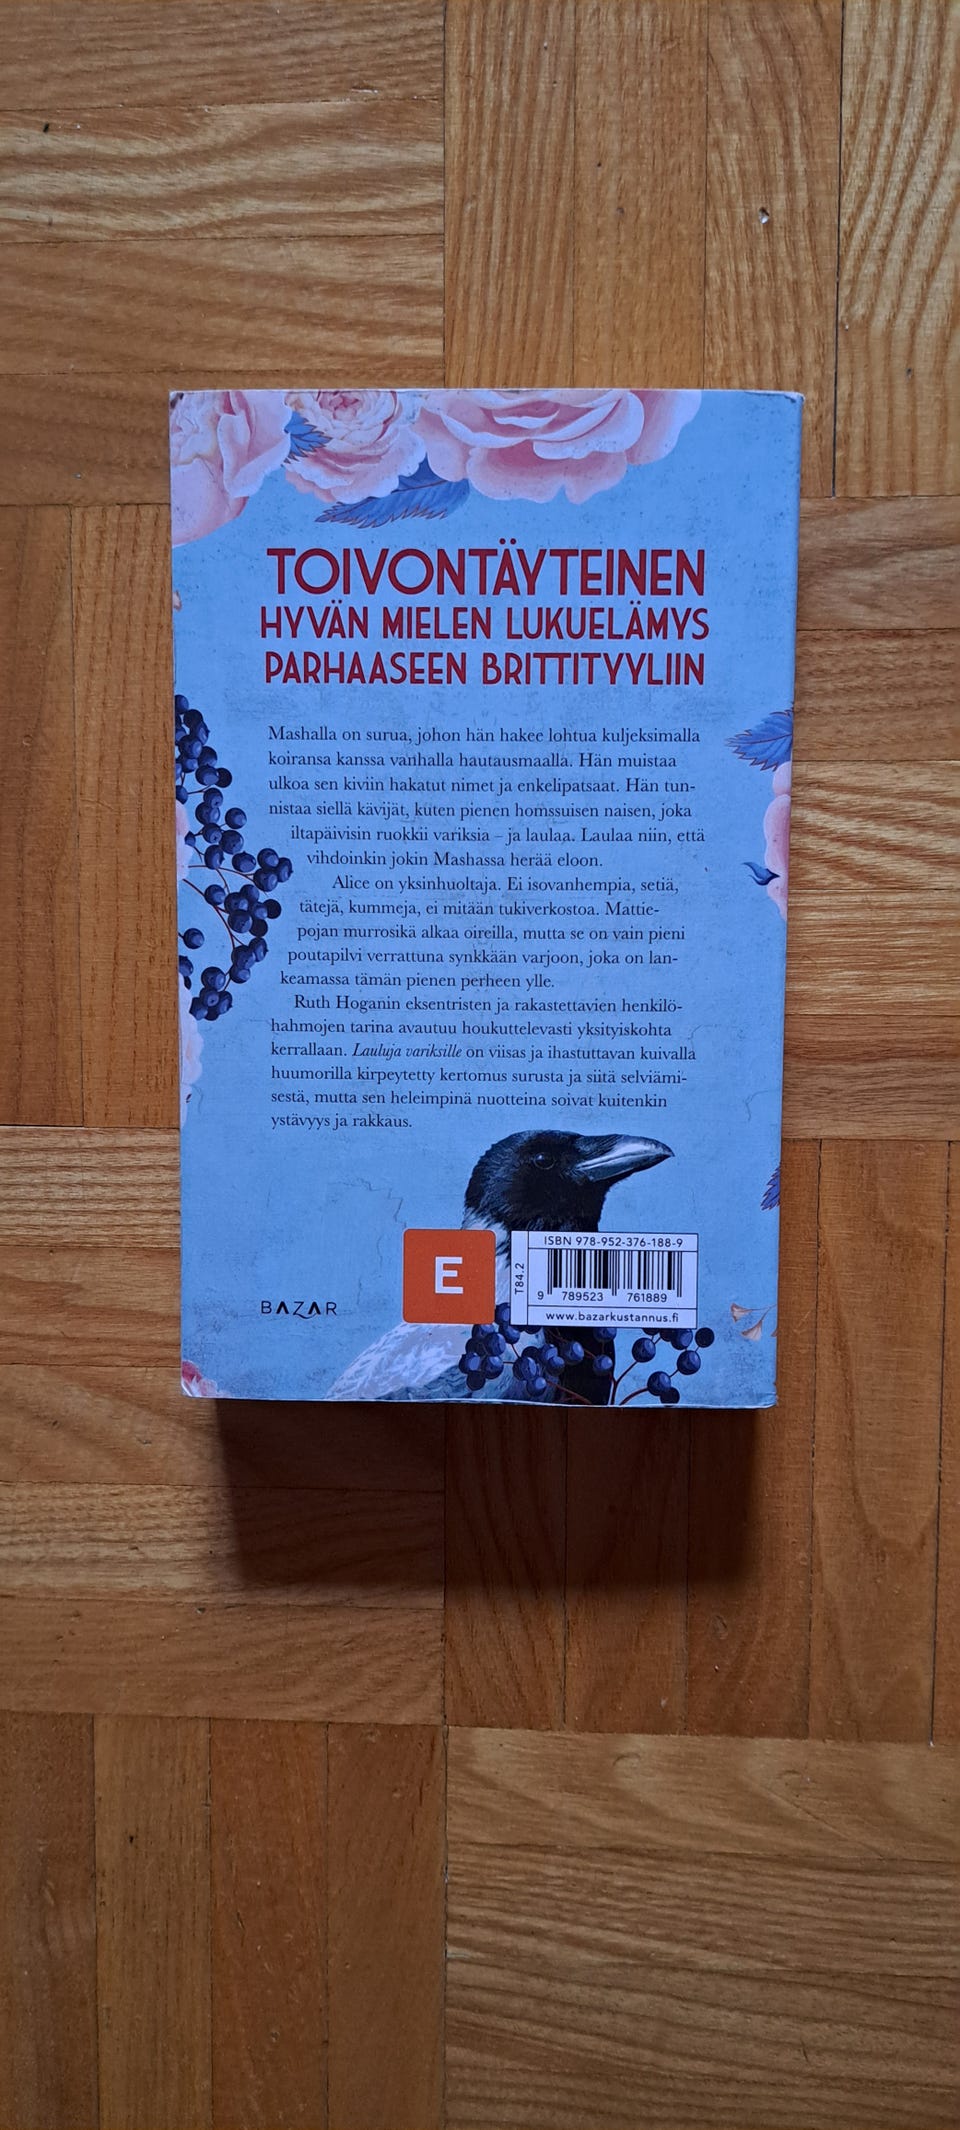 TOIVONTÄYTEINEN
HYVÄN MIELEN LUKUELÄMYS
PARHAASEEN BRITTITYYLIIN
Mashalla on surua, johon hän hakee lohtua kuljeksimalla
koiransa kanssa vanhalla hautausmaalla. Hän muistaa
ulkoa sen kiviin hakatut nimet ja enkelipatsaat. Hän tun-
nistaa siellä kävijät, kuten pienen homssuisen naisen, joka
iltapäivisin ruokkii variksia – ja laulaa. Laulaa niin, että
vihdoinkin jokin Mashassa herää eloon.
Alice on yksinhuoltaja. Ei isovanhempia, setiä,
tätejä, kummeja, ei mitään tukiverkostoa. Mattie-
pojan murrosikä alkaa oireilla, mutta se on vain pieni
poutapilvi verrattuna synkkään varjoon, joka on lan-
keamassa tämän pienen perheen ylle.
Ruth Hoganin eksentristen ja rakastettavien henkilö-
hahmojen tarina avautuu houkuttelevasti yksityiskohta
kerrallaan. Lauluja variksille on viisas ja ihastuttavan kuivalla
huumorilla kirpeytetty kertomus surusta ja siitä selviämi-
sestä, mutta sen heleimpinä nuotteina soivat kuitenkin
ystävyys ja rakkaus.
BAZAR
E
T84.2
ISBN 978-952-376-188-9
9 789523 761889
www.bazarkustannus.fi